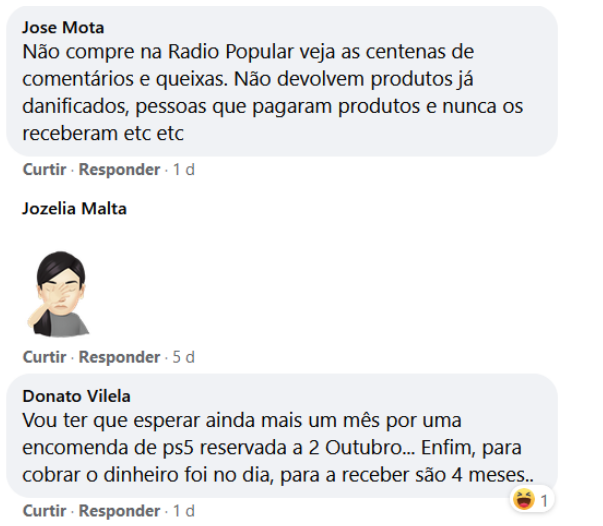 Jose Mota
Não compre na Radio Popular veja as centenas de
comentários e queixas. Não devolvem produtos já
danificados, pessoas que pagaram produtos e nunca os
receberam etc etc
Curtir · Responder · 1 d
Jozelia Malta
Curtir · Responder · 5 d
Donato Vilela
Vou ter que esperar ainda mais um mês por uma
encomenda de ps5 reservada a 2 Outubro... Enfim, para
cobrar o dinheiro foi no dia, para a receber são 4 meses..
1
Curtir · Responder · 1 d